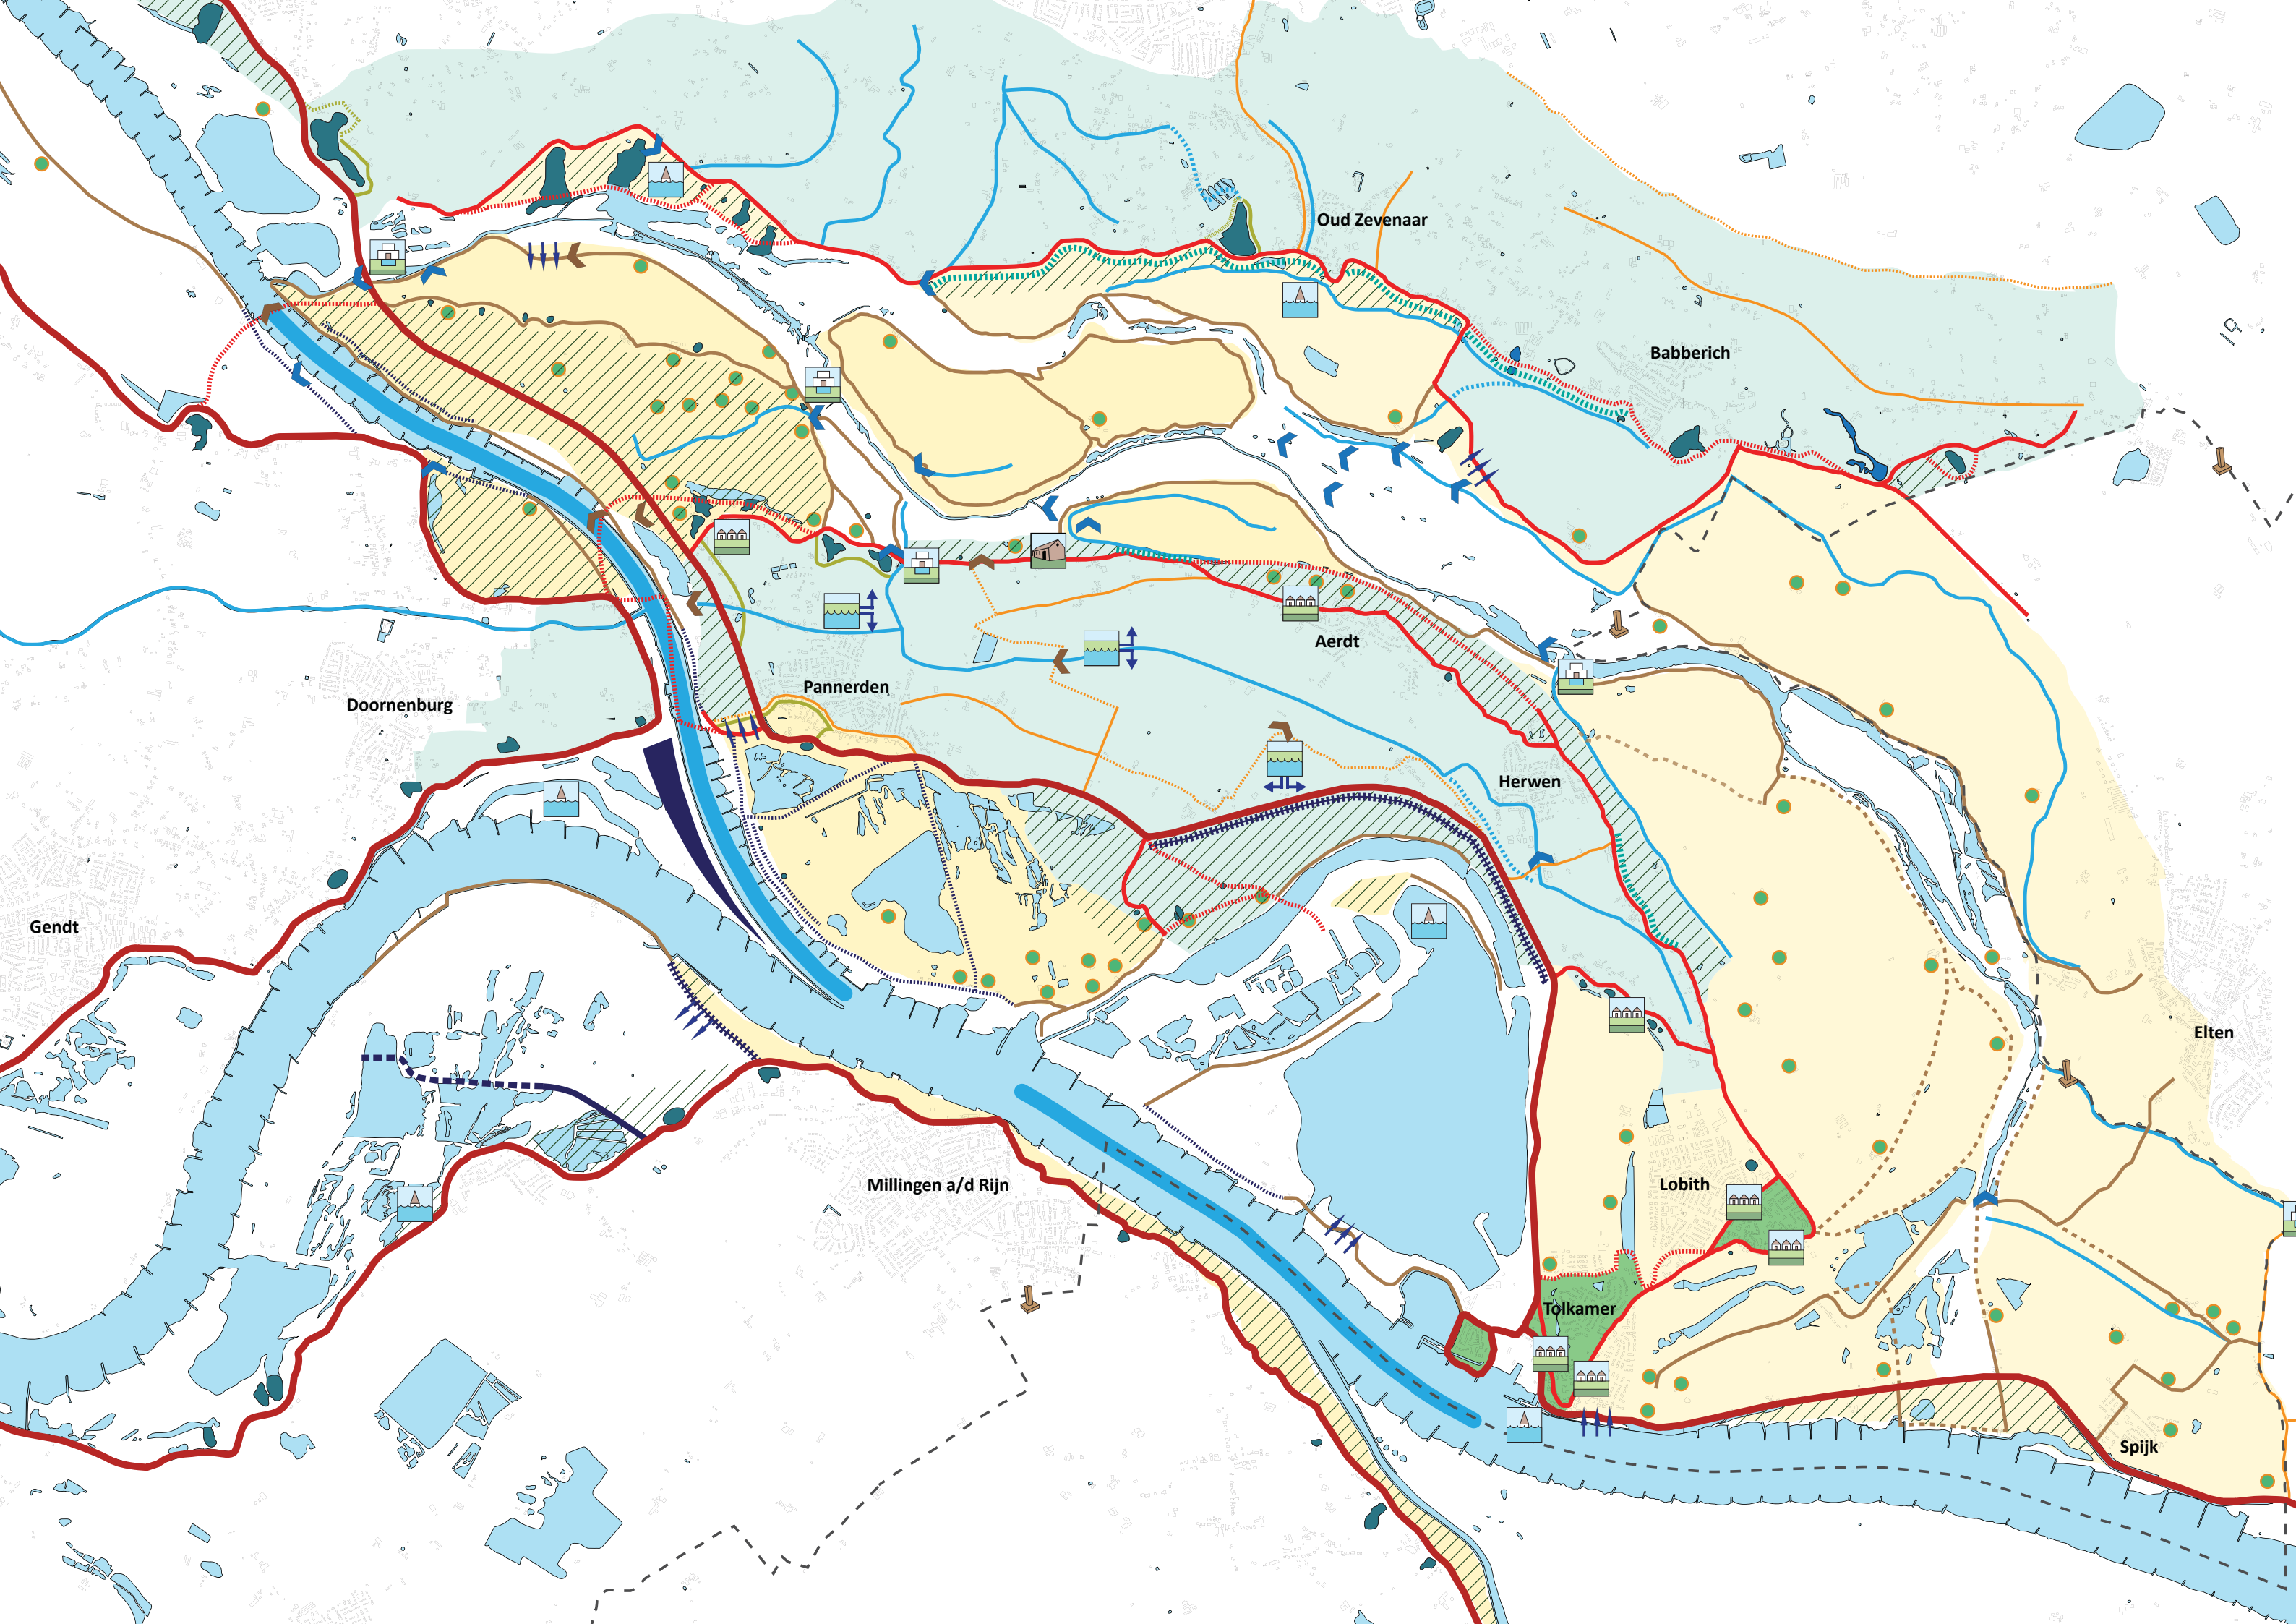 Oud Zevenaar
Babberich
Aerdt
Pannerden
Doornenburg
Herwen
Gendt
Elten
Millingen a/d Rijn
Lobith
Tolkamer
Spijk